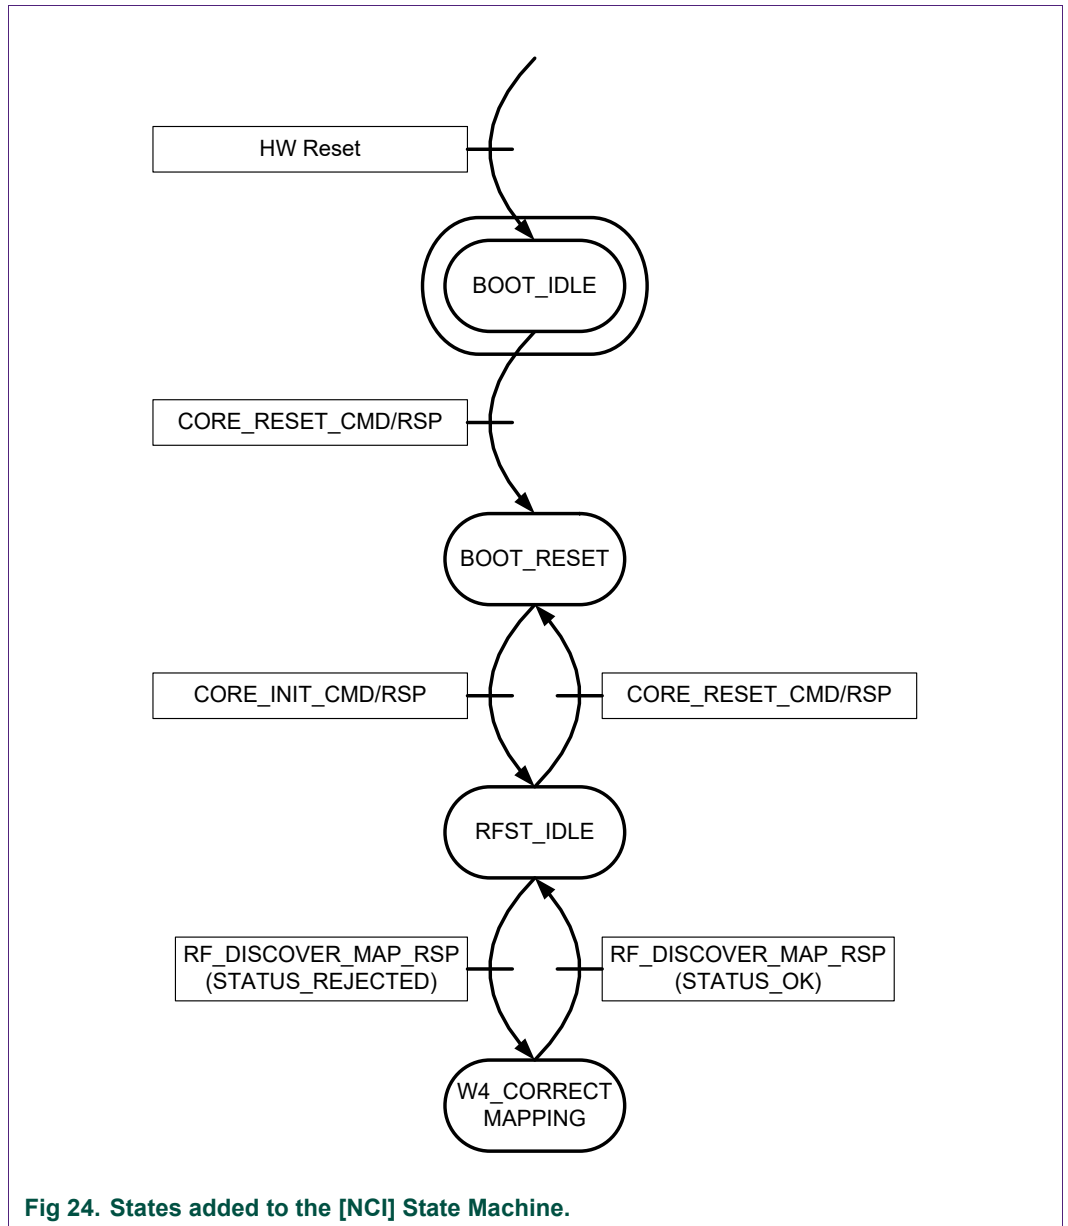 HW Reset
BOOT_IDLE
CORE_RESET_CMD/RSP
BOOT_RESET
CORE_INIT_CMD/RSP
CORE_RESET_CMD/RSP
RFST_IDLE
RF_DISCOVER_MAP_RSP
(STATUS_REJECTED)
RF_DISCOVER_MAP_RSP
(STATUS_OK)
W4_CORRECT
MAPPING
Fig 24. States added to the [NCI] State Machine.